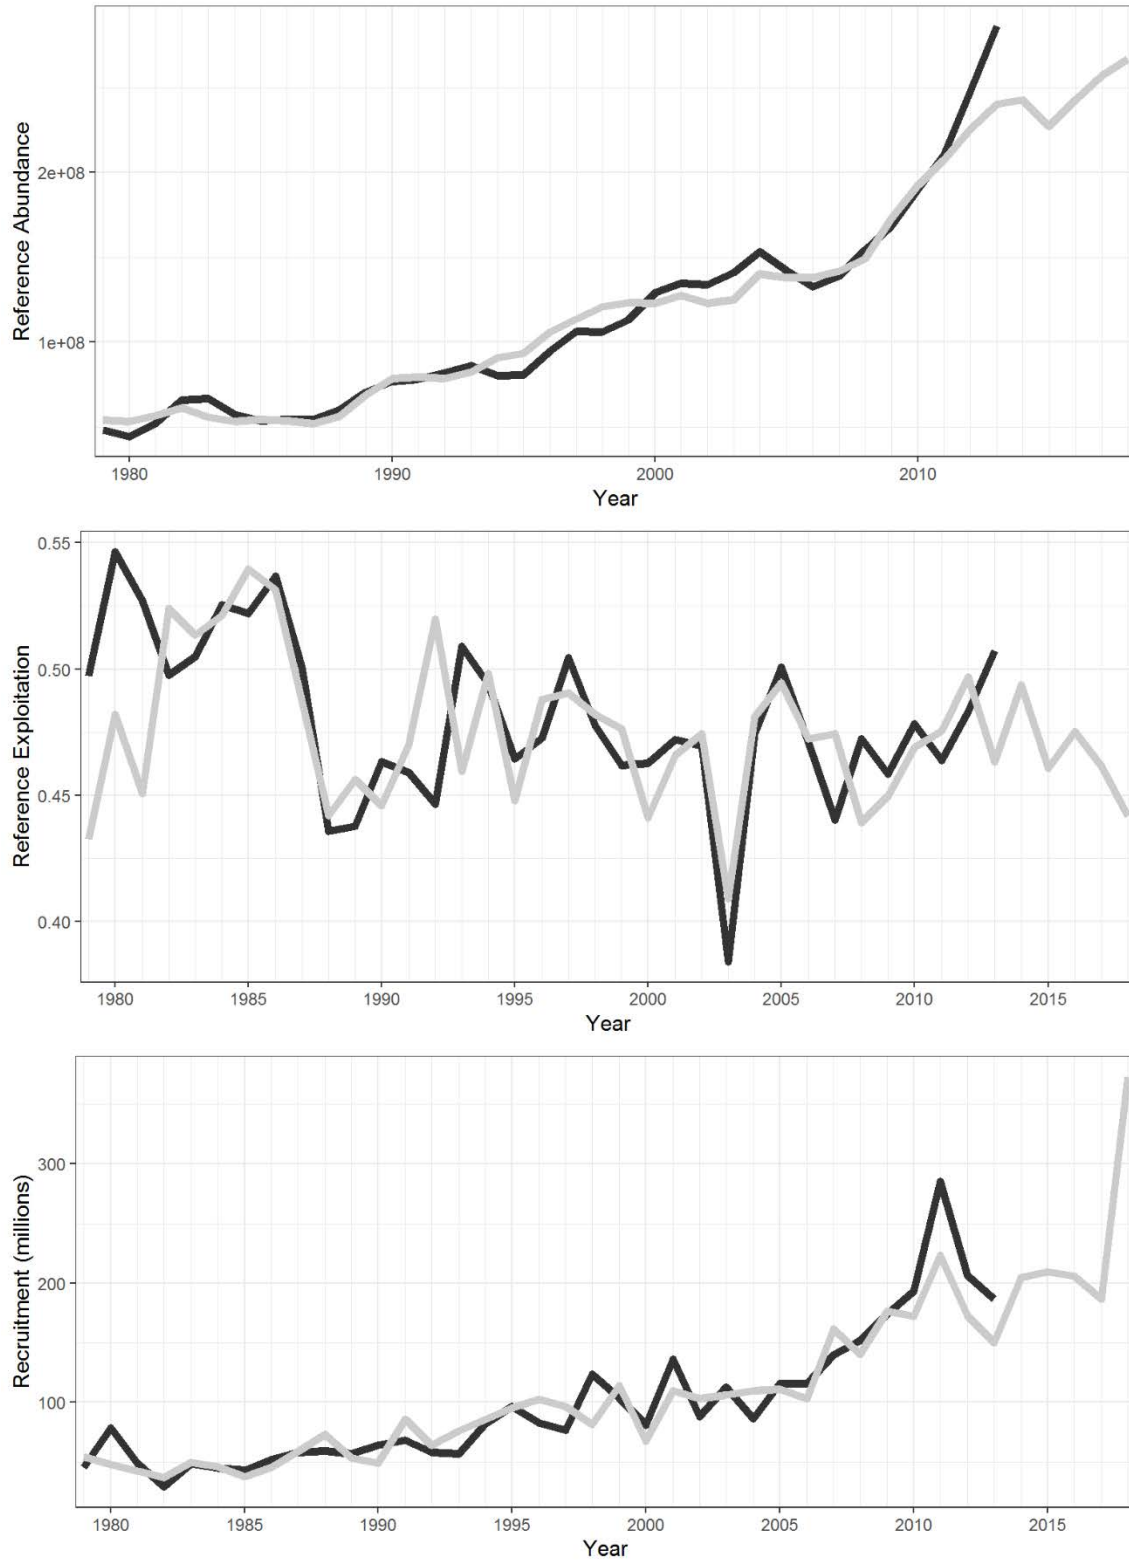 Reference Abundance
2e+08
1e+08
1980 1990 2000 2010
Year
Reference Exploitation
0.55
0.50
0.45
0.40
1980 1985 1990 1995 2000 2005 2010 2015
Year
Recruitment (millions)
300
200
100
1980 1985 1990 1995 2000 2005 2010 2015
Year